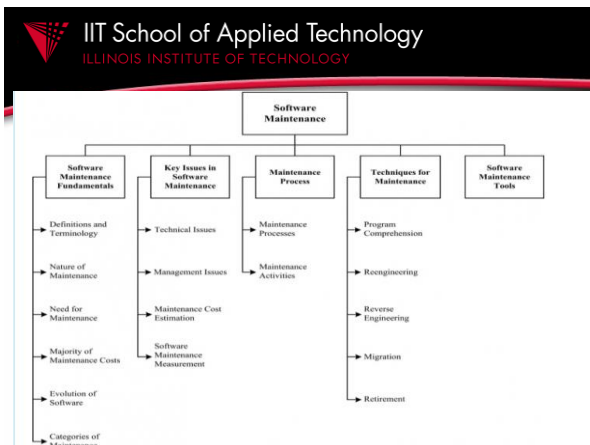 IIT School of Applied Technology
ILLINOIS INSTITUTE OF TECHNOLOGY
Software
Maintenance
Software
Maintenance
Fundamentals
Key Issues in
Software
Maintenance
Maintenance
Process
Techniques for
Maintenance
Software
Maintenance
Tools
Definitions and
Terminology
Nature of
Maintenance
Need for
Maintenance
Majority of
Maintenance Costs
Evolution of
Software
Categories of
Maintenance
Technical Issues
Management Issues
Maintenance Cost
Estimation
Software
Maintenance
Measurement
Maintenance
Processes
Maintenance
Activities
Program
Comprehension
Reengineering
Reverse
Engineering
Migration
Retirement